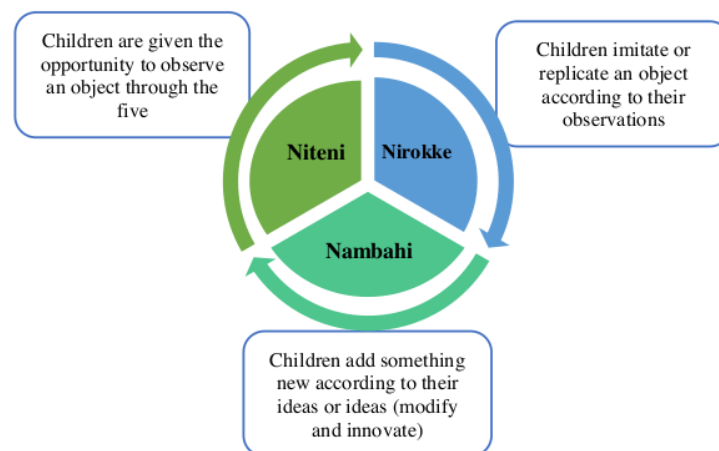 Children are given the
opportunity to observe
an object through the
five
Children imitate or
replicate an object
according to their
observations
Niteni
Nirokke
Nambahi
Children add something
new according to their
ideas or ideas (modify
and innovate)